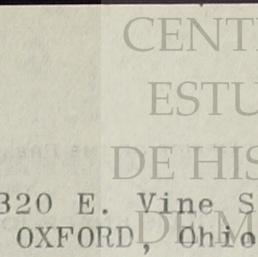 CENT
ESTU
DE HIS
320 E. Vine S
OXFORD, Ohio
DE M